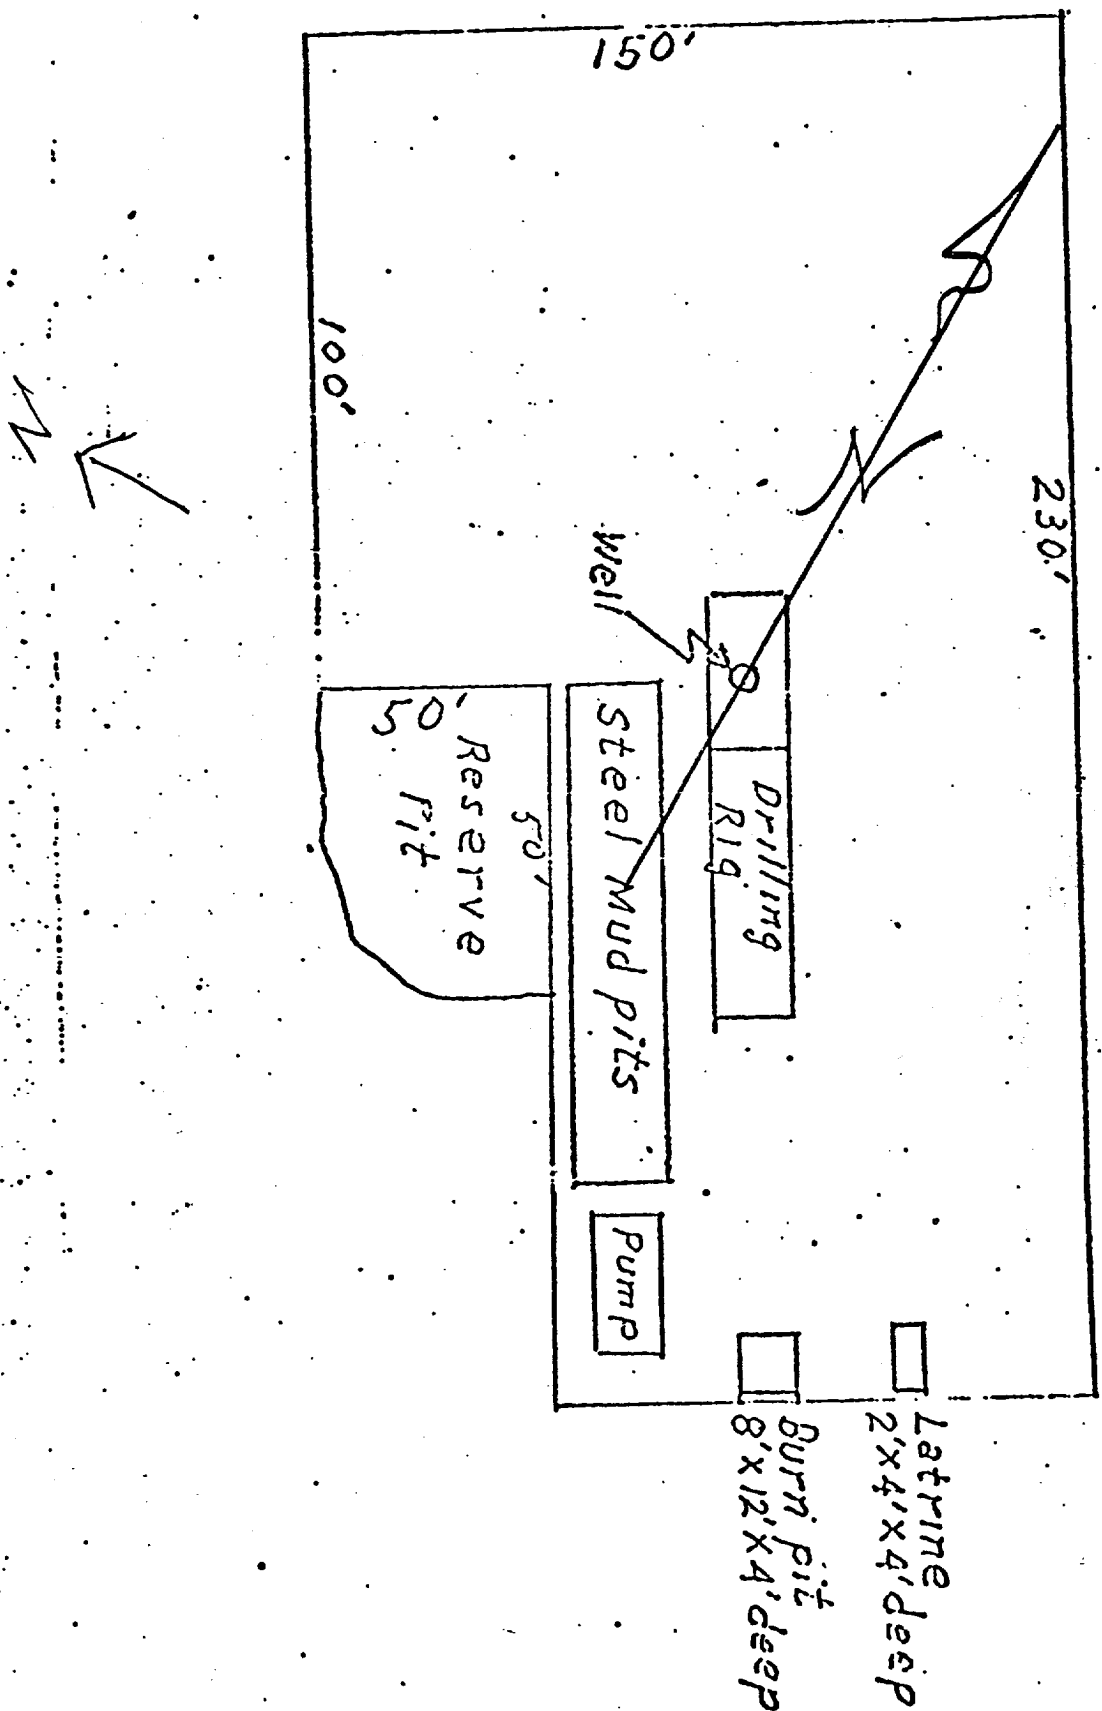 230'
150'
Well
Drilling
Rig
Steel Mud pits
Pump
50'
Reserve
Pit
50'
100'
N
Latrine
2'x4'x4' deep
Burn pit
8'x12'x4' deep